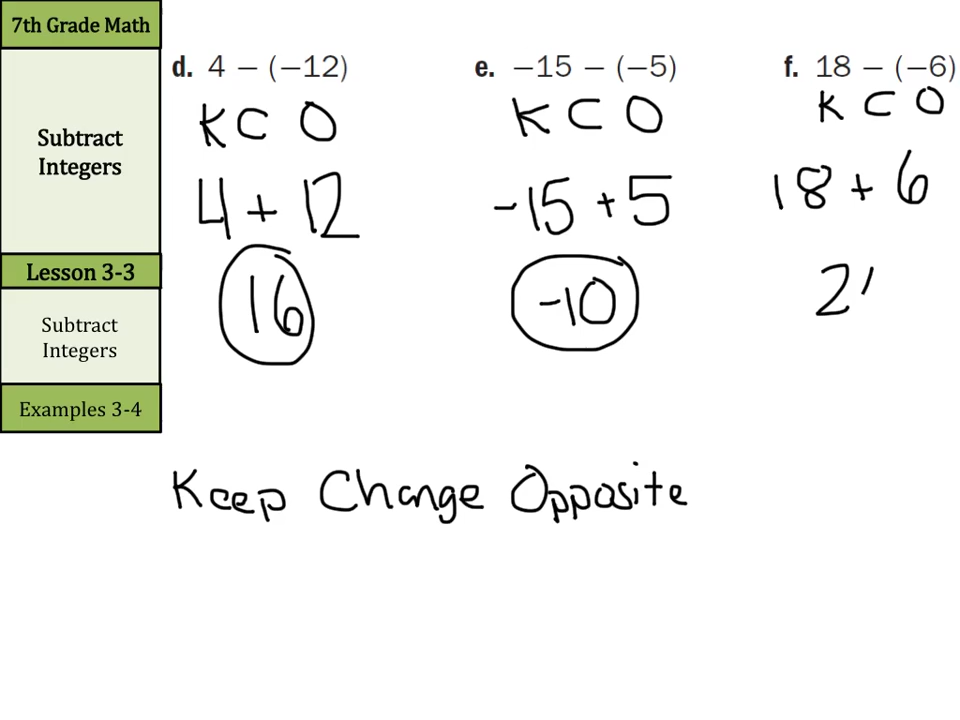 7th Grade Math
Subtract
Integers
Lesson 3-3
Subtract
Integers
Examples 3-4
d. 4 − (−12)
K C O
4 + 12
16
e. −15 − (−5)
K C O
-15 + 5
-10
f. 18 − (−6)
K C O
18 + 6
2
Keep Change Opposite